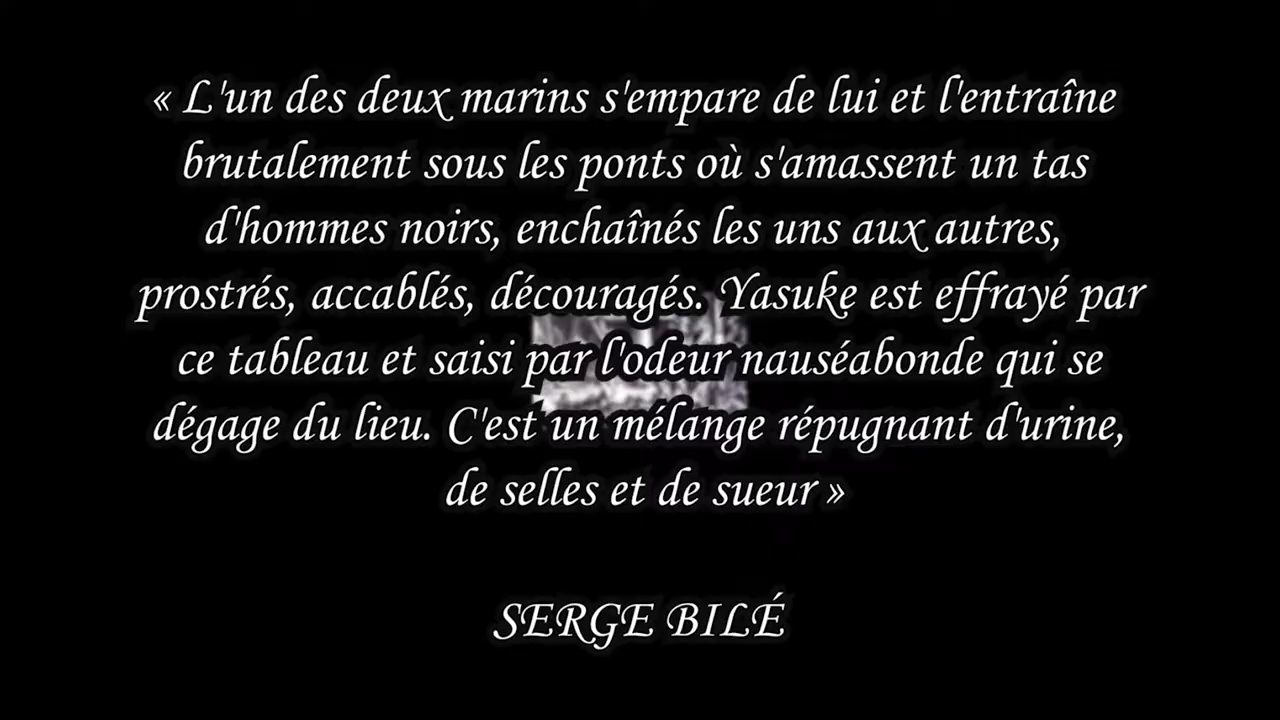 « L'un des deux marins s'empare de lui et l'entraîne
brutalement sous les ponts où s'amassent un tas
d'hommes noirs, enchaînés les uns aux autres,
prostrés, accablés, découragés. Yasuke est effrayé par
ce tableau et saisi par l'odeur nauséabonde qui se
dégage du lieu. C'est un mélange répugnant d'urine,
de selles et de sueur »
SERGE BILÉ